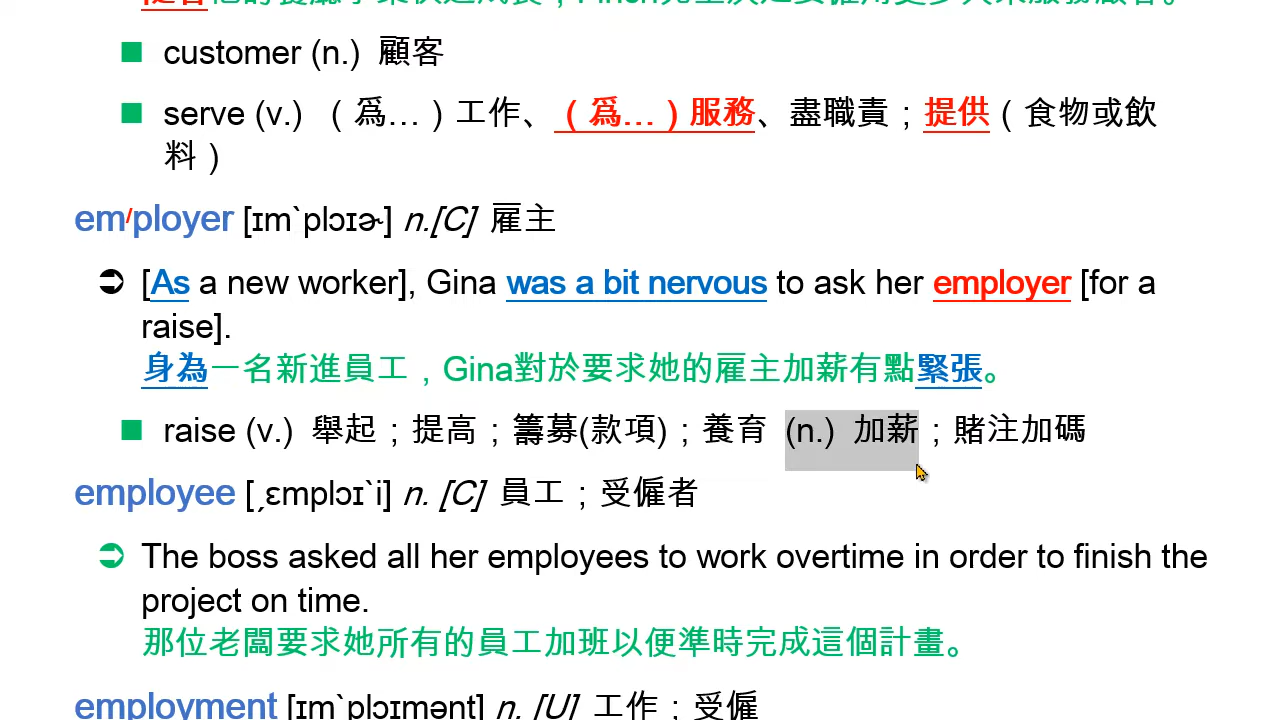 customer (n.) 顧客
serve (v.) (為…)工作、(為…)服務、盡職責；提供(食物或飲
料)
em/ployer [ɪm`plɔɪɚ] n.[C] 雇主
[As a new worker], Gina was a bit nervous to ask her employer [for a
raise].
身為一名新進員工，Gina對於要求她的雇主加薪有點緊張。
raise (v.) 舉起；提高；籌募(款項)；養育 (n.) 加薪；賭注加碼
employee [ˌɛmplɔɪ`i] n. [C] 員工；受僱者
The boss asked all her employees to work overtime in order to finish the
project on time.
那位老闆要求她所有的員工加班以便準時完成這個計畫。
employment [ɪm`plɔɪmənt] n. [U] 工作；受僱